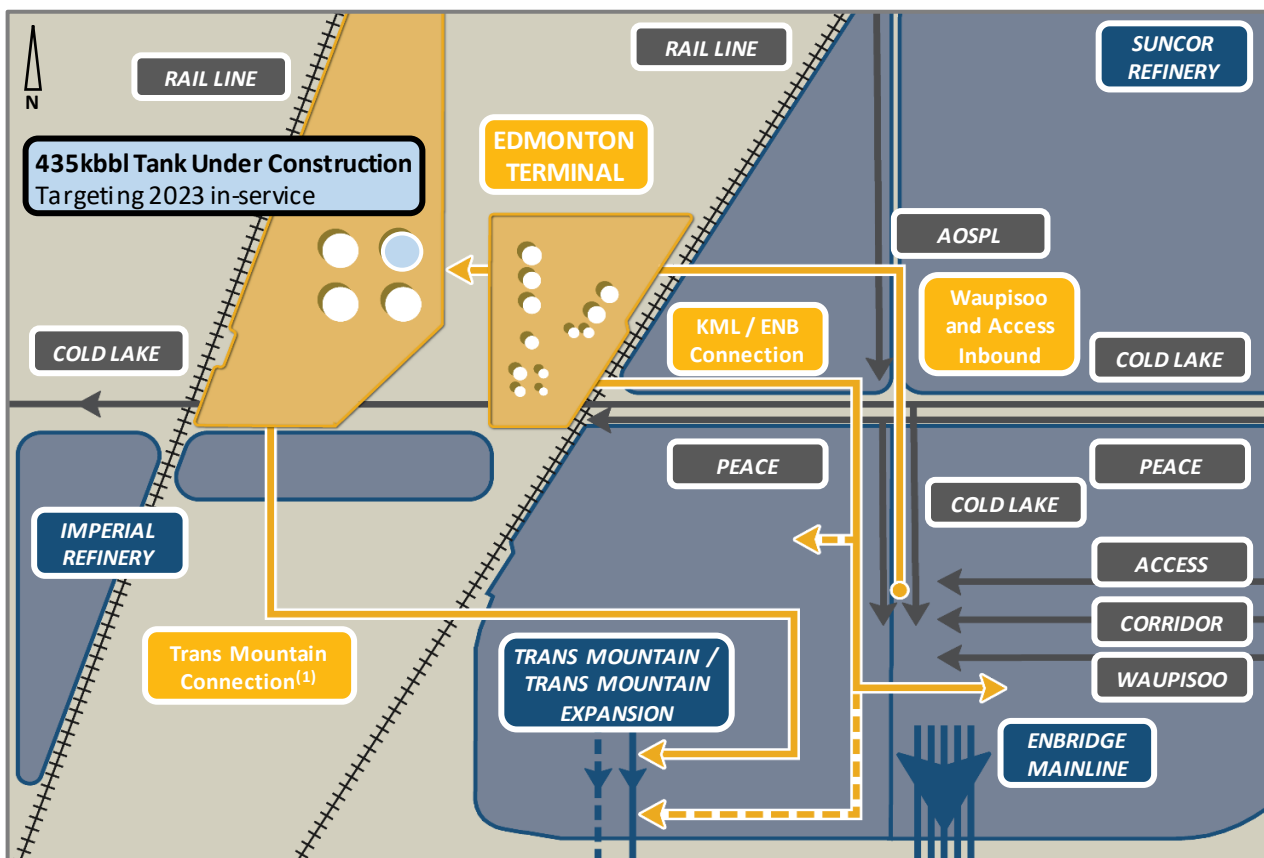 RAIL LINE
RAIL LINE
SUNCOR
REFINERY
N
435kbbl Tank Under Construction
Targeting 2023 in-service
EDMONTON
TERMINAL
AOSPL
Waupisoo
and Access
Inbound
KML / ENB
Connection
COLD LAKE
COLD LAKE
PEACE
PEACE
COLD LAKE
IMPERIAL
REFINERY
ACCESS
CORRIDOR
WAUPISOO
Trans Mountain
Connection(1)
TRANS MOUNTAIN /
TRANS MOUNTAIN
EXPANSION
ENBRIDGE
MAINLINE